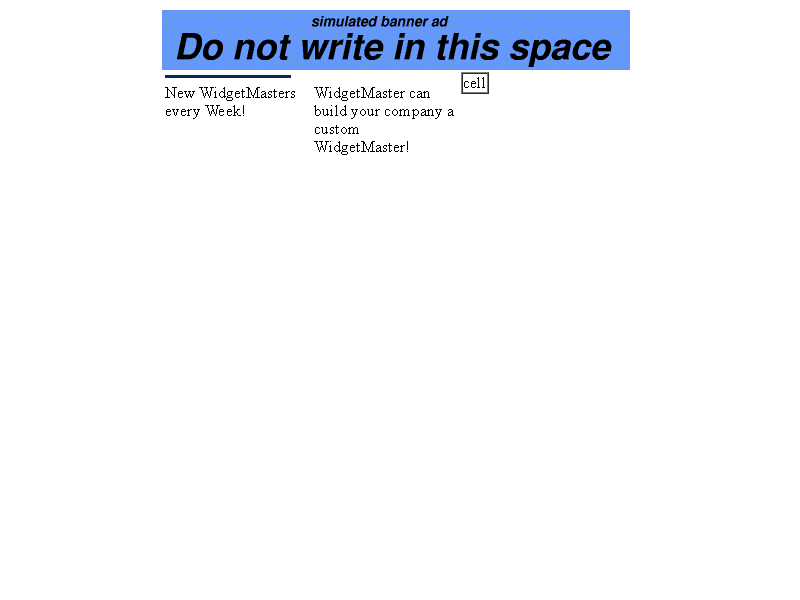 simulated banner ad
Do not write in this space
New WidgetMasters
every Week!
WidgetMaster can
build your company a
custom
WidgetMaster!
cell